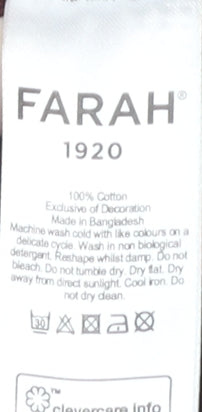 FARAH®
1920
100% Cotton
Exclusive of Decoration
Made in Bangladesh
Machine wash cold with like colours on a
delicate cycle. Wash in non biological
detergent. Reshape whilst damp. Do not
bleach. Do not tumble dry. Dry flat. Dry
away from direct sunlight. Cool iron. Do
not dry clean.
30
TM
clevercare.info